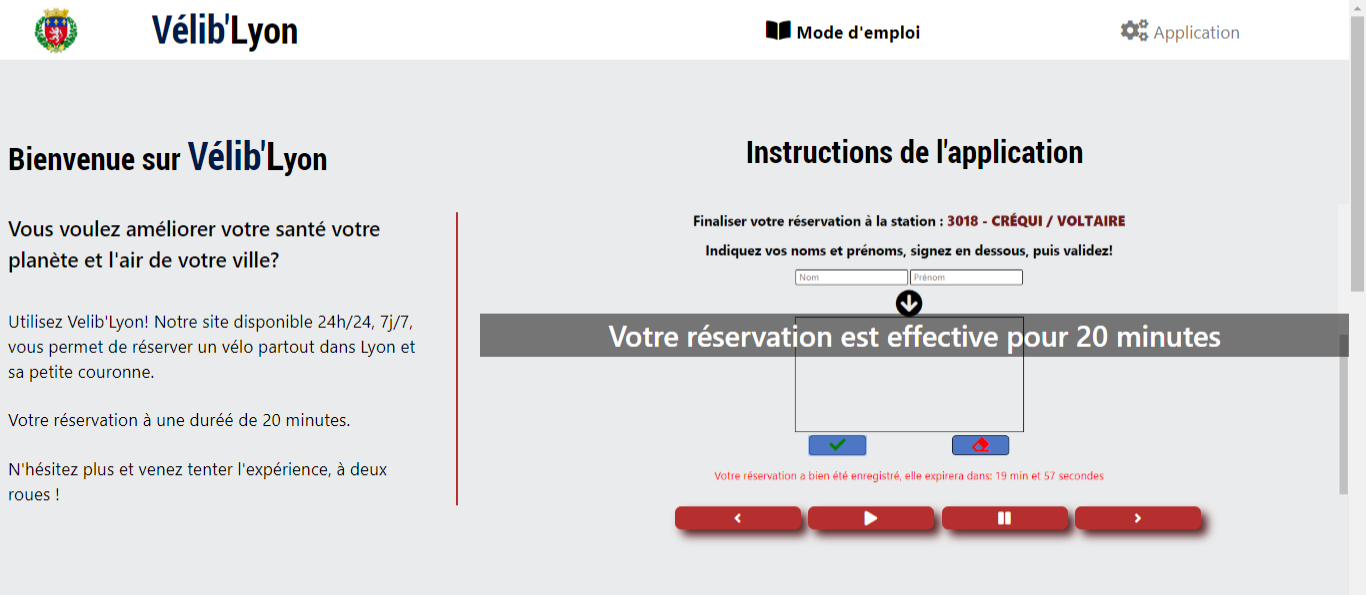 Vélib'Lyon
Mode d'emploi
Application
Bienvenue sur Vélib'Lyon
Vous voulez améliorer votre santé votre
planète et l'air de votre ville?
Utilisez Velib'Lyon! Notre site disponible 24h/24, 7j/7,
vous permet de réserver un vélo partout dans Lyon et
sa petite couronne.
Votre réservation à une duréé de 20 minutes.
N'hésitez plus et venez tenter l'expérience, à deux
roues !
Instructions de l'application
Finaliser votre réservation à la station : 3018 - CRÉQUI / VOLTAIRE
Indiquez vos noms et prénoms, signez en dessous, puis validez!
Nom
Prénom
Votre réservation est effective pour 20 minutes
Votre réservation a bien été enregistré, elle expirera dans: 19 min et 57 secondes